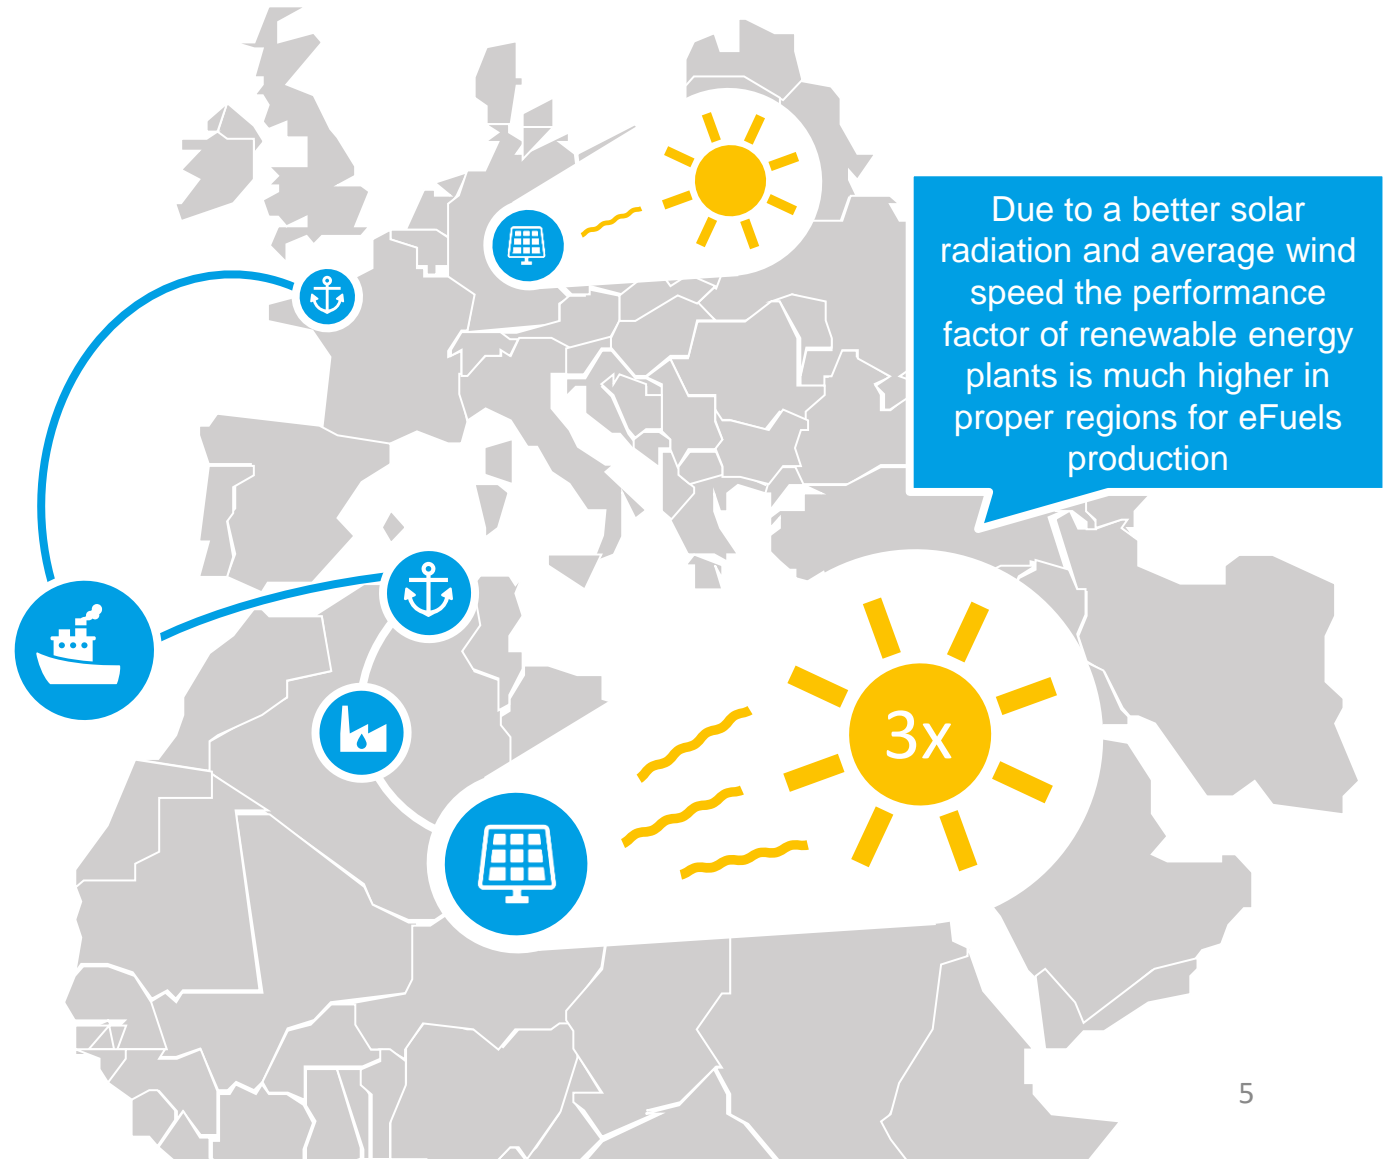 Due to a better solar
radiation and average wind
speed the performance
factor of renewable energy
plants is much higher in
proper regions for eFuels
production
3x
5